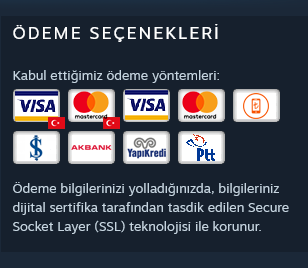 ÖDEME SEÇENEKLERİ
Kabul ettiğimiz ödeme yöntemleri:
VISA mastercard VISA mastercard
AKBANK YapıKredi Ptt
Ödeme bilgilerinizi yolladığınızda, bilgileriniz
dijital sertifika tarafından tasdik edilen Secure
Socket Layer (SSL) teknolojisi ile korunur.